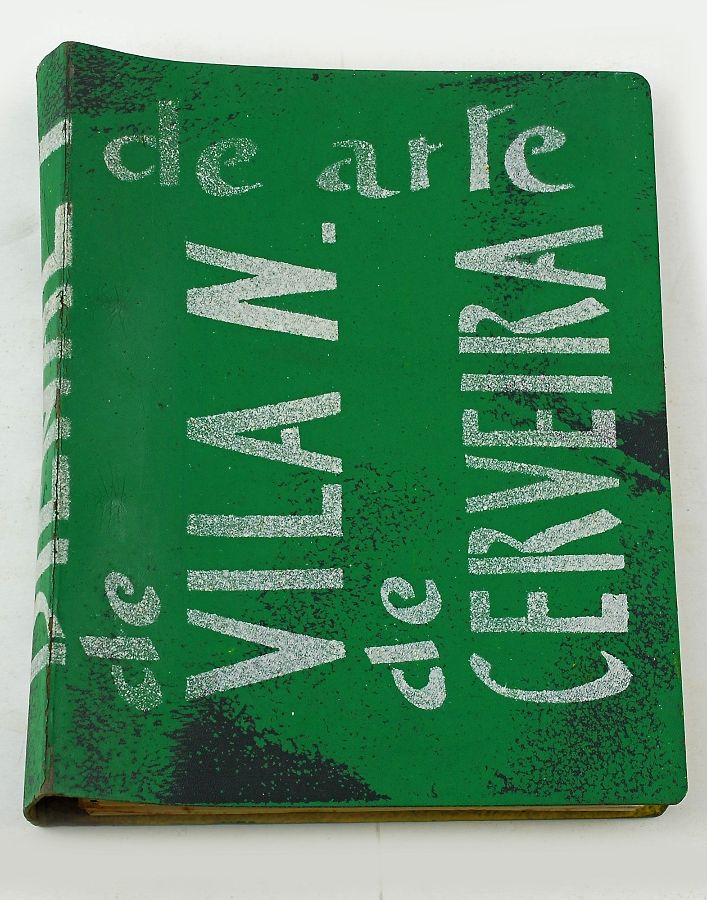 BIENAL
de arte
de
VILA N.
de
CERVEIRA